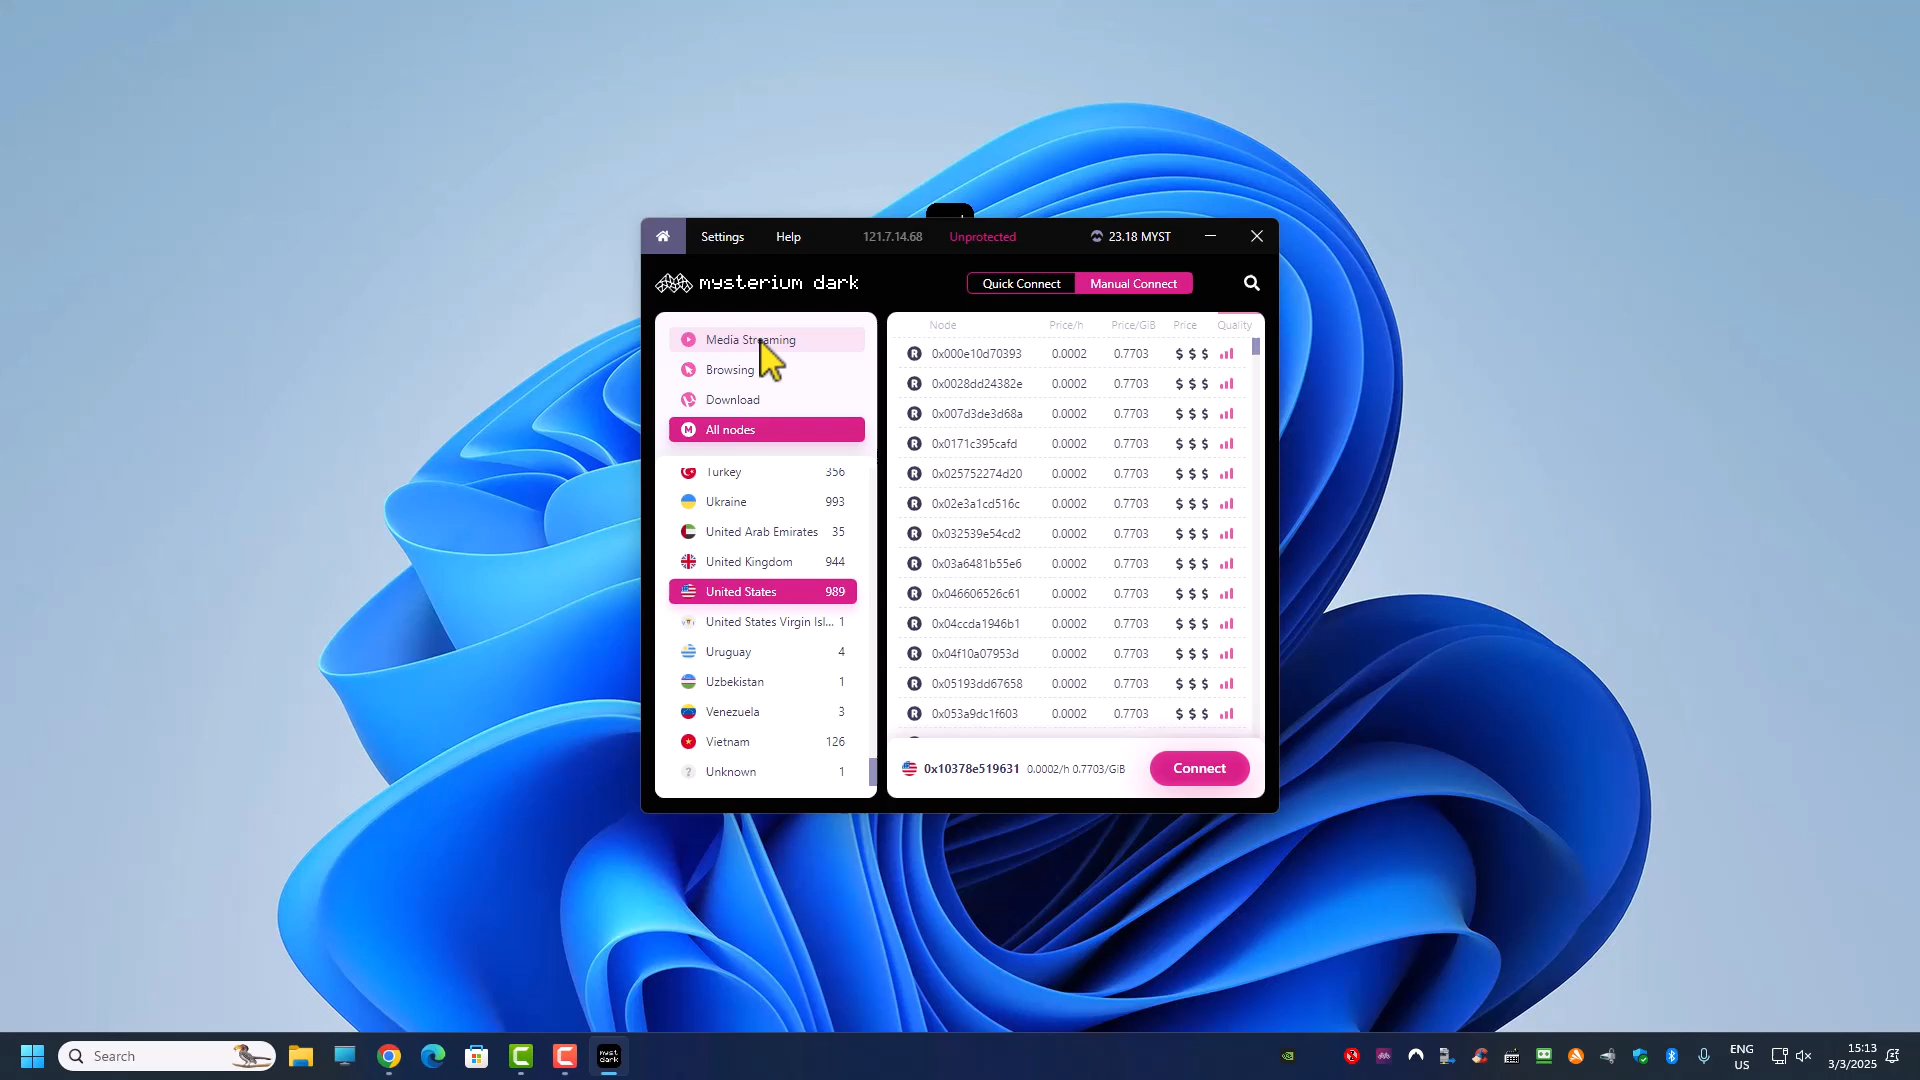 Settings Help 121.7.14.68 Unprotected 23.18 MYST
mysterium dark Quick Connect Manual Connect
Media Streaming
Browsing
Download
M All nodes
Turkey 356
Ukraine 993
United Arab Emirates 35
United Kingdom 944
United States 989
United States Virgin Isl... 1
Uruguay 4
Uzbekistan 1
Venezuela 3
Vietnam 126
? Unknown 1
Node Price/h Price/GiB Price Quality
R 0x000e10d70393 0.0002 0.7703 $ $ $
R 0x0028dd24382e 0.0002 0.7703 $ $ $
R 0x007d3de3d68a 0.0002 0.7703 $ $ $
R 0x0171c395cafd 0.0002 0.7703 $ $ $
R 0x025752274d20 0.0002 0.7703 $ $ $
R 0x02e3a1cd516c 0.0002 0.7703 $ $ $
R 0x032539e54cd2 0.0002 0.7703 $ $ $
R 0x03a6481b55e6 0.0002 0.7703 $ $ $
R 0x046606526c61 0.0002 0.7703 $ $ $
R 0x04ccda1946b1 0.0002 0.7703 $ $ $
R 0x04f10a07953d 0.0002 0.7703 $ $ $
R 0x05193dd67658 0.0002 0.7703 $ $ $
R 0x053a9dc1f603 0.0002 0.7703 $ $ $
0x10378e519631 0.0002/h 0.7703/GiB Connect
Search
myst
dark
ENG
US
15:13
3/3/2025